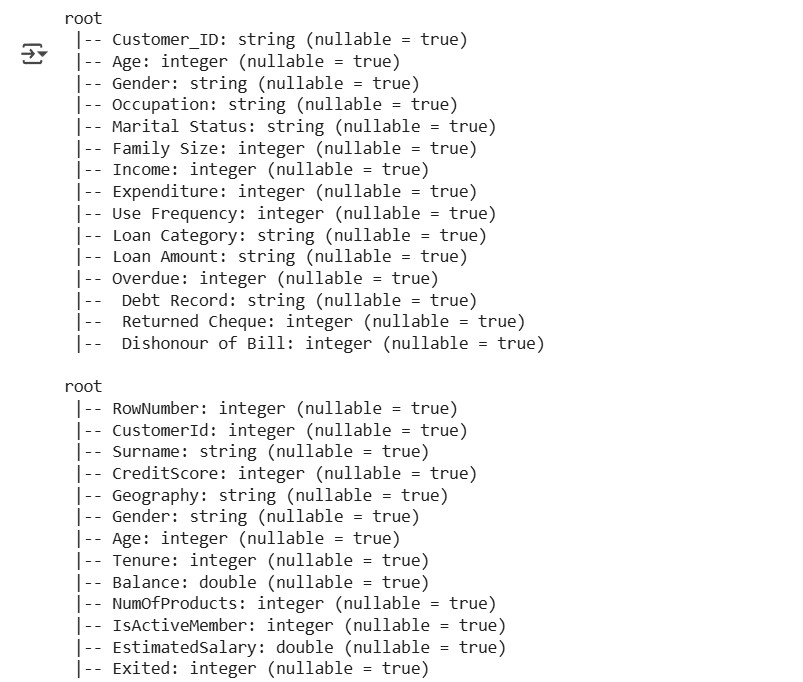 root
|-- Customer_ID: string (nullable = true)
|-- Age: integer (nullable = true)
|-- Gender: string (nullable = true)
|-- Occupation: string (nullable = true)
|-- Marital Status: string (nullable = true)
|-- Family Size: integer (nullable = true)
|-- Income: integer (nullable = true)
|-- Expenditure: integer (nullable = true)
|-- Use Frequency: integer (nullable = true)
|-- Loan Category: string (nullable = true)
|-- Loan Amount: string (nullable = true)
|-- Overdue: integer (nullable = true)
|--  Debt Record: string (nullable = true)
|--  Returned Cheque: integer (nullable = true)
|--  Dishonour of Bill: integer (nullable = true)

root
|-- RowNumber: integer (nullable = true)
|-- CustomerId: integer (nullable = true)
|-- Surname: string (nullable = true)
|-- CreditScore: integer (nullable = true)
|-- Geography: string (nullable = true)
|-- Gender: string (nullable = true)
|-- Age: integer (nullable = true)
|-- Tenure: integer (nullable = true)
|-- Balance: double (nullable = true)
|-- NumOfProducts: integer (nullable = true)
|-- IsActiveMember: integer (nullable = true)
|-- EstimatedSalary: double (nullable = true)
|-- Exited: integer (nullable = true)